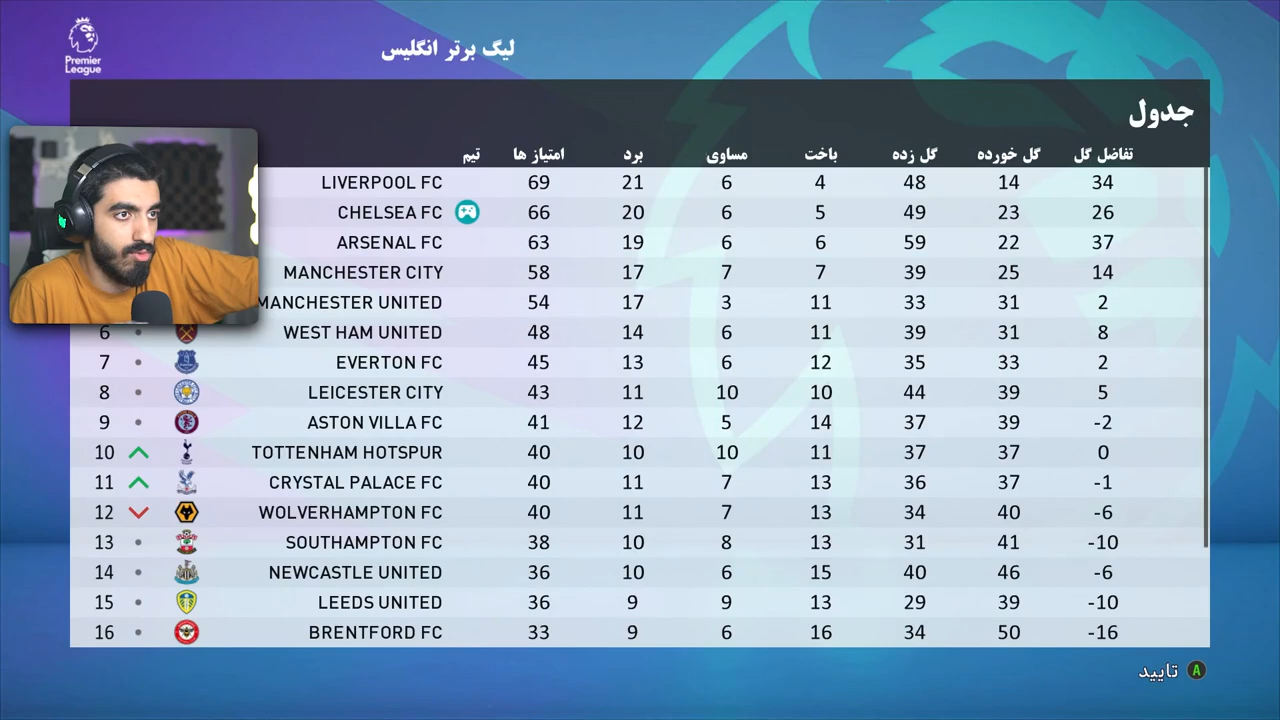 Premier League
لیگ برتر انگلیس
جدول
تیم امتیاز ها برد مساوی باخت گل زده گل خورده تفاضل گل
LIVERPOOL FC 69 21 6 4 48 14 34
CHELSEA FC 66 20 6 5 49 23 26
ARSENAL FC 63 19 6 6 59 22 37
MANCHESTER CITY 58 17 7 7 39 25 14
MANCHESTER UNITED 54 17 3 11 33 31 2
6 WEST HAM UNITED 48 14 6 11 39 31 8
7 EVERTON FC 45 13 6 12 35 33 2
8 LEICESTER CITY 43 11 10 10 44 39 5
9 ASTON VILLA FC 41 12 5 14 37 39 -2
10 TOTTENHAM HOTSPUR 40 10 10 11 37 37 0
11 CRYSTAL PALACE FC 40 11 7 13 36 37 -1
12 WOLVERHAMPTON FC 40 11 7 13 34 40 -6
13 SOUTHAMPTON FC 38 10 8 13 31 41 -10
14 NEWCASTLE UNITED 36 10 6 15 40 46 -6
15 LEEDS UNITED 36 9 9 13 29 39 -10
16 BRENTFORD FC 33 9 6 16 34 50 -16
تایید A